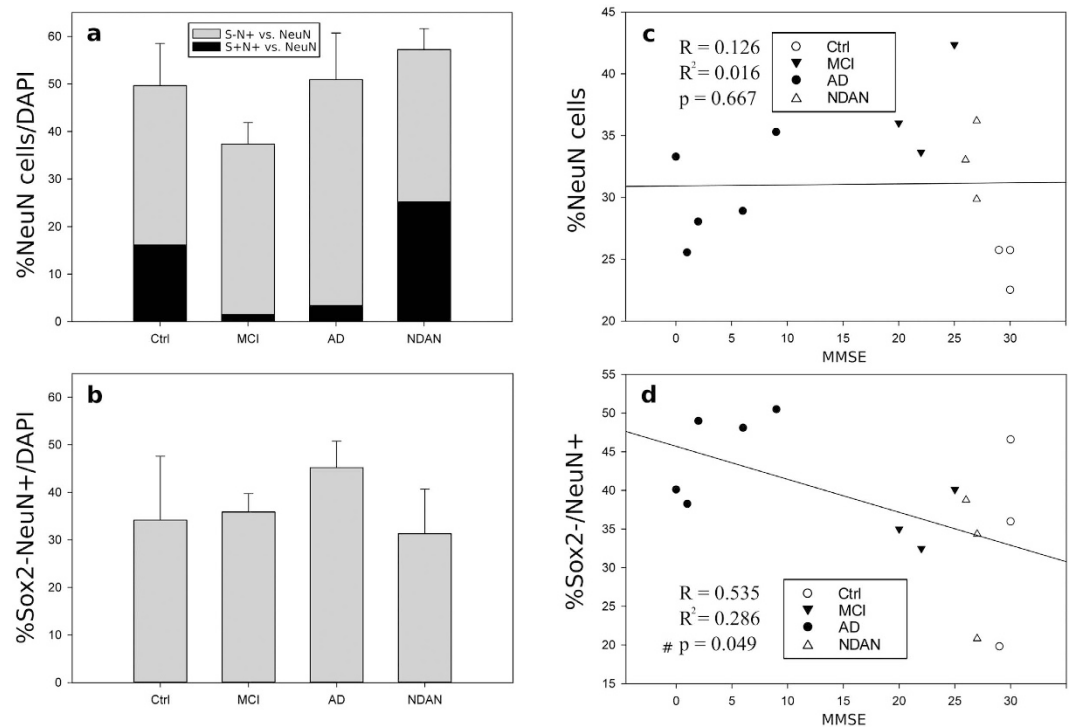 a
S-N+ vs. NeuN
S+N+ vs. NeuN
%NeuN cells/DAPI
60
50
40
30
20
10
0
Ctrl MCI AD NDAN
c
R = 0.126
R² = 0.016
p = 0.667
Ctrl
MCI
AD
NDAN
%NeuN cells
45
40
35
30
25
20
0 5 10 15 20 25 30
MMSE
b
%Sox2-NeuN+/DAPI
60
50
40
30
20
10
0
Ctrl MCI AD NDAN
d
%Sox2-/NeuN+
55
50
45
40
35
30
25
20
15
R = 0.535
R² = 0.286
# p = 0.049
Ctrl
MCI
AD
NDAN
0 5 10 15 20 25 30
MMSE